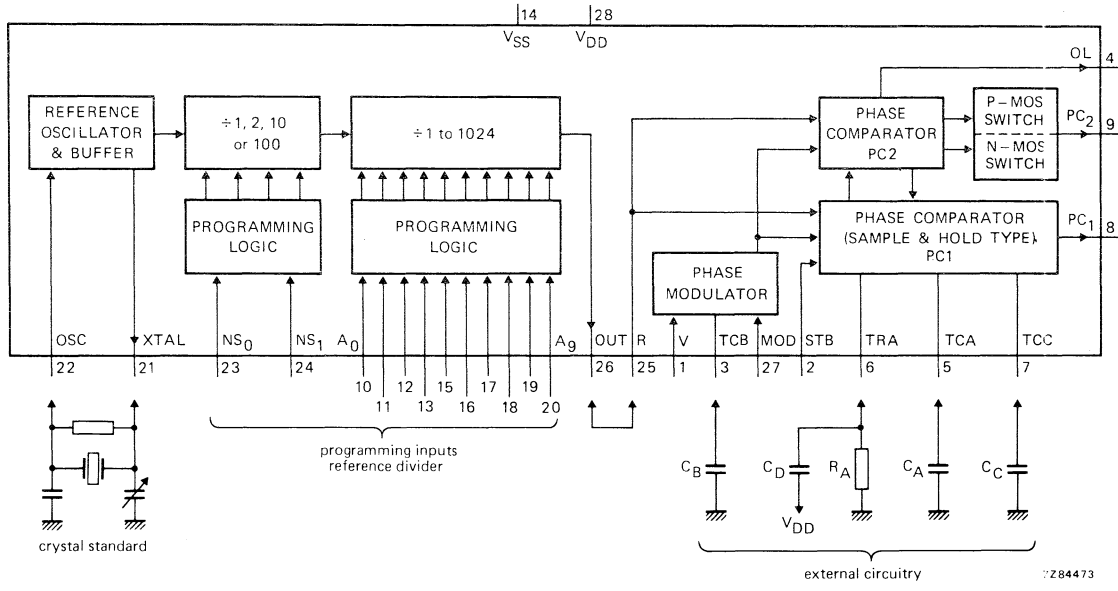 14
28
V_SS
V_DD
OL
4
REFERENCE
OSCILLATOR
& BUFFER
÷ 1, 2, 10
or 100
÷ 1 to 1024
PHASE
COMPARATOR
PC2
P–MOS
SWITCH
N–MOS
SWITCH
PC2
9
PROGRAMMING
LOGIC
PROGRAMMING
LOGIC
PHASE COMPARATOR
(SAMPLE & HOLD TYPE)
PC1
PC1
8
PHASE
MODULATOR
OSC
XTAL
NS0
NS1
A0
A9
OUT
R
V
TCB
MOD
STB
TRA
TCA
TCC
22
21
23
24
10
11
12
13
15
16
17
18
19
20
26
25
1
3
27
2
6
5
7
programming inputs
reference divider
CB
CD
RA
CA
CC
VDD
crystal standard
external circuitry
7Z84473